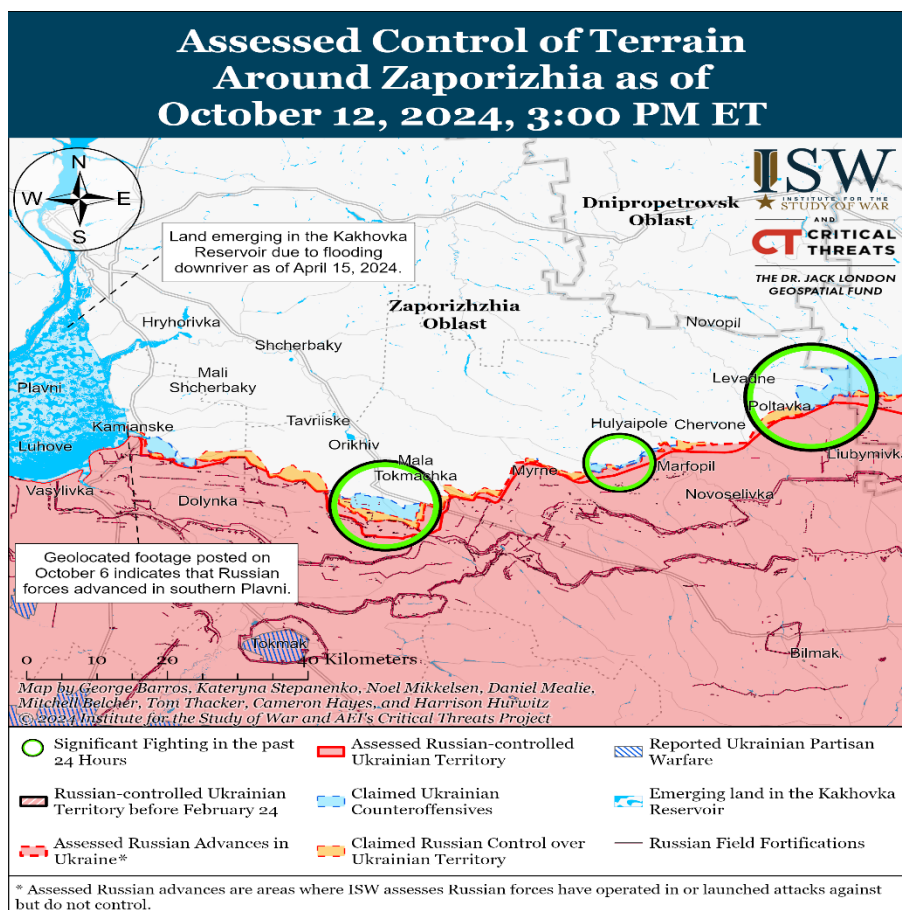 Assessed Control of Terrain
Around Zaporizhia as of
October 12, 2024, 3:00 PM ET
N
W E
S
ISW
INSTITUTE FOR THE
STUDY OF WAR
AND
CT CRITICAL
THREATS
THE DR. JACK LONDON
GEOSPATIAL FUND
Dnipropetrovsk
Oblast
Land emerging in the Kakhovka
Reservoir due to flooding
downriver as of April 15, 2024.
Zaporizhzhia
Oblast
Hryhorivka
Novopil
Shcherbaky
Plavni
Mali
Shcherbaky
Levadne
Poltavka
Tavriiske
Kamianske
Hulyaipole
Chervone
Luhove
Orikhiv
Liubymivka
Mala
Tokmachka
Myrne
Marfopil
Vasylivka
Dolynka
Novoselivka
Geolocated footage posted on
October 6 indicates that Russian
forces advanced in southern Plavni.
Tokmak
Bilmak
0 20 40 Kilometers
Map by George Barros, Kateryna Stepanenko, Noel Mikkelsen, Daniel Mealie,
Mitchell Belcher, Tom Thacker, Cameron Hayes, and Harrison Hurwitz
© 2024 Institute for the Study of War and AEI's Critical Threats Project
Significant Fighting in the past
24 Hours
Russian-controlled Ukrainian
Territory before February 24
Assessed Russian Advances in
Ukraine*
Assessed Russian-controlled
Ukrainian Territory
Claimed Ukrainian
Counteroffensives
Claimed Russian Control over
Ukrainian Territory
Reported Ukrainian Partisan
Warfare
Emerging land in the Kakhovka
Reservoir
Russian Field Fortifications
* Assessed Russian advances are areas where ISW assesses Russian forces have operated in or launched attacks against
but do not control.